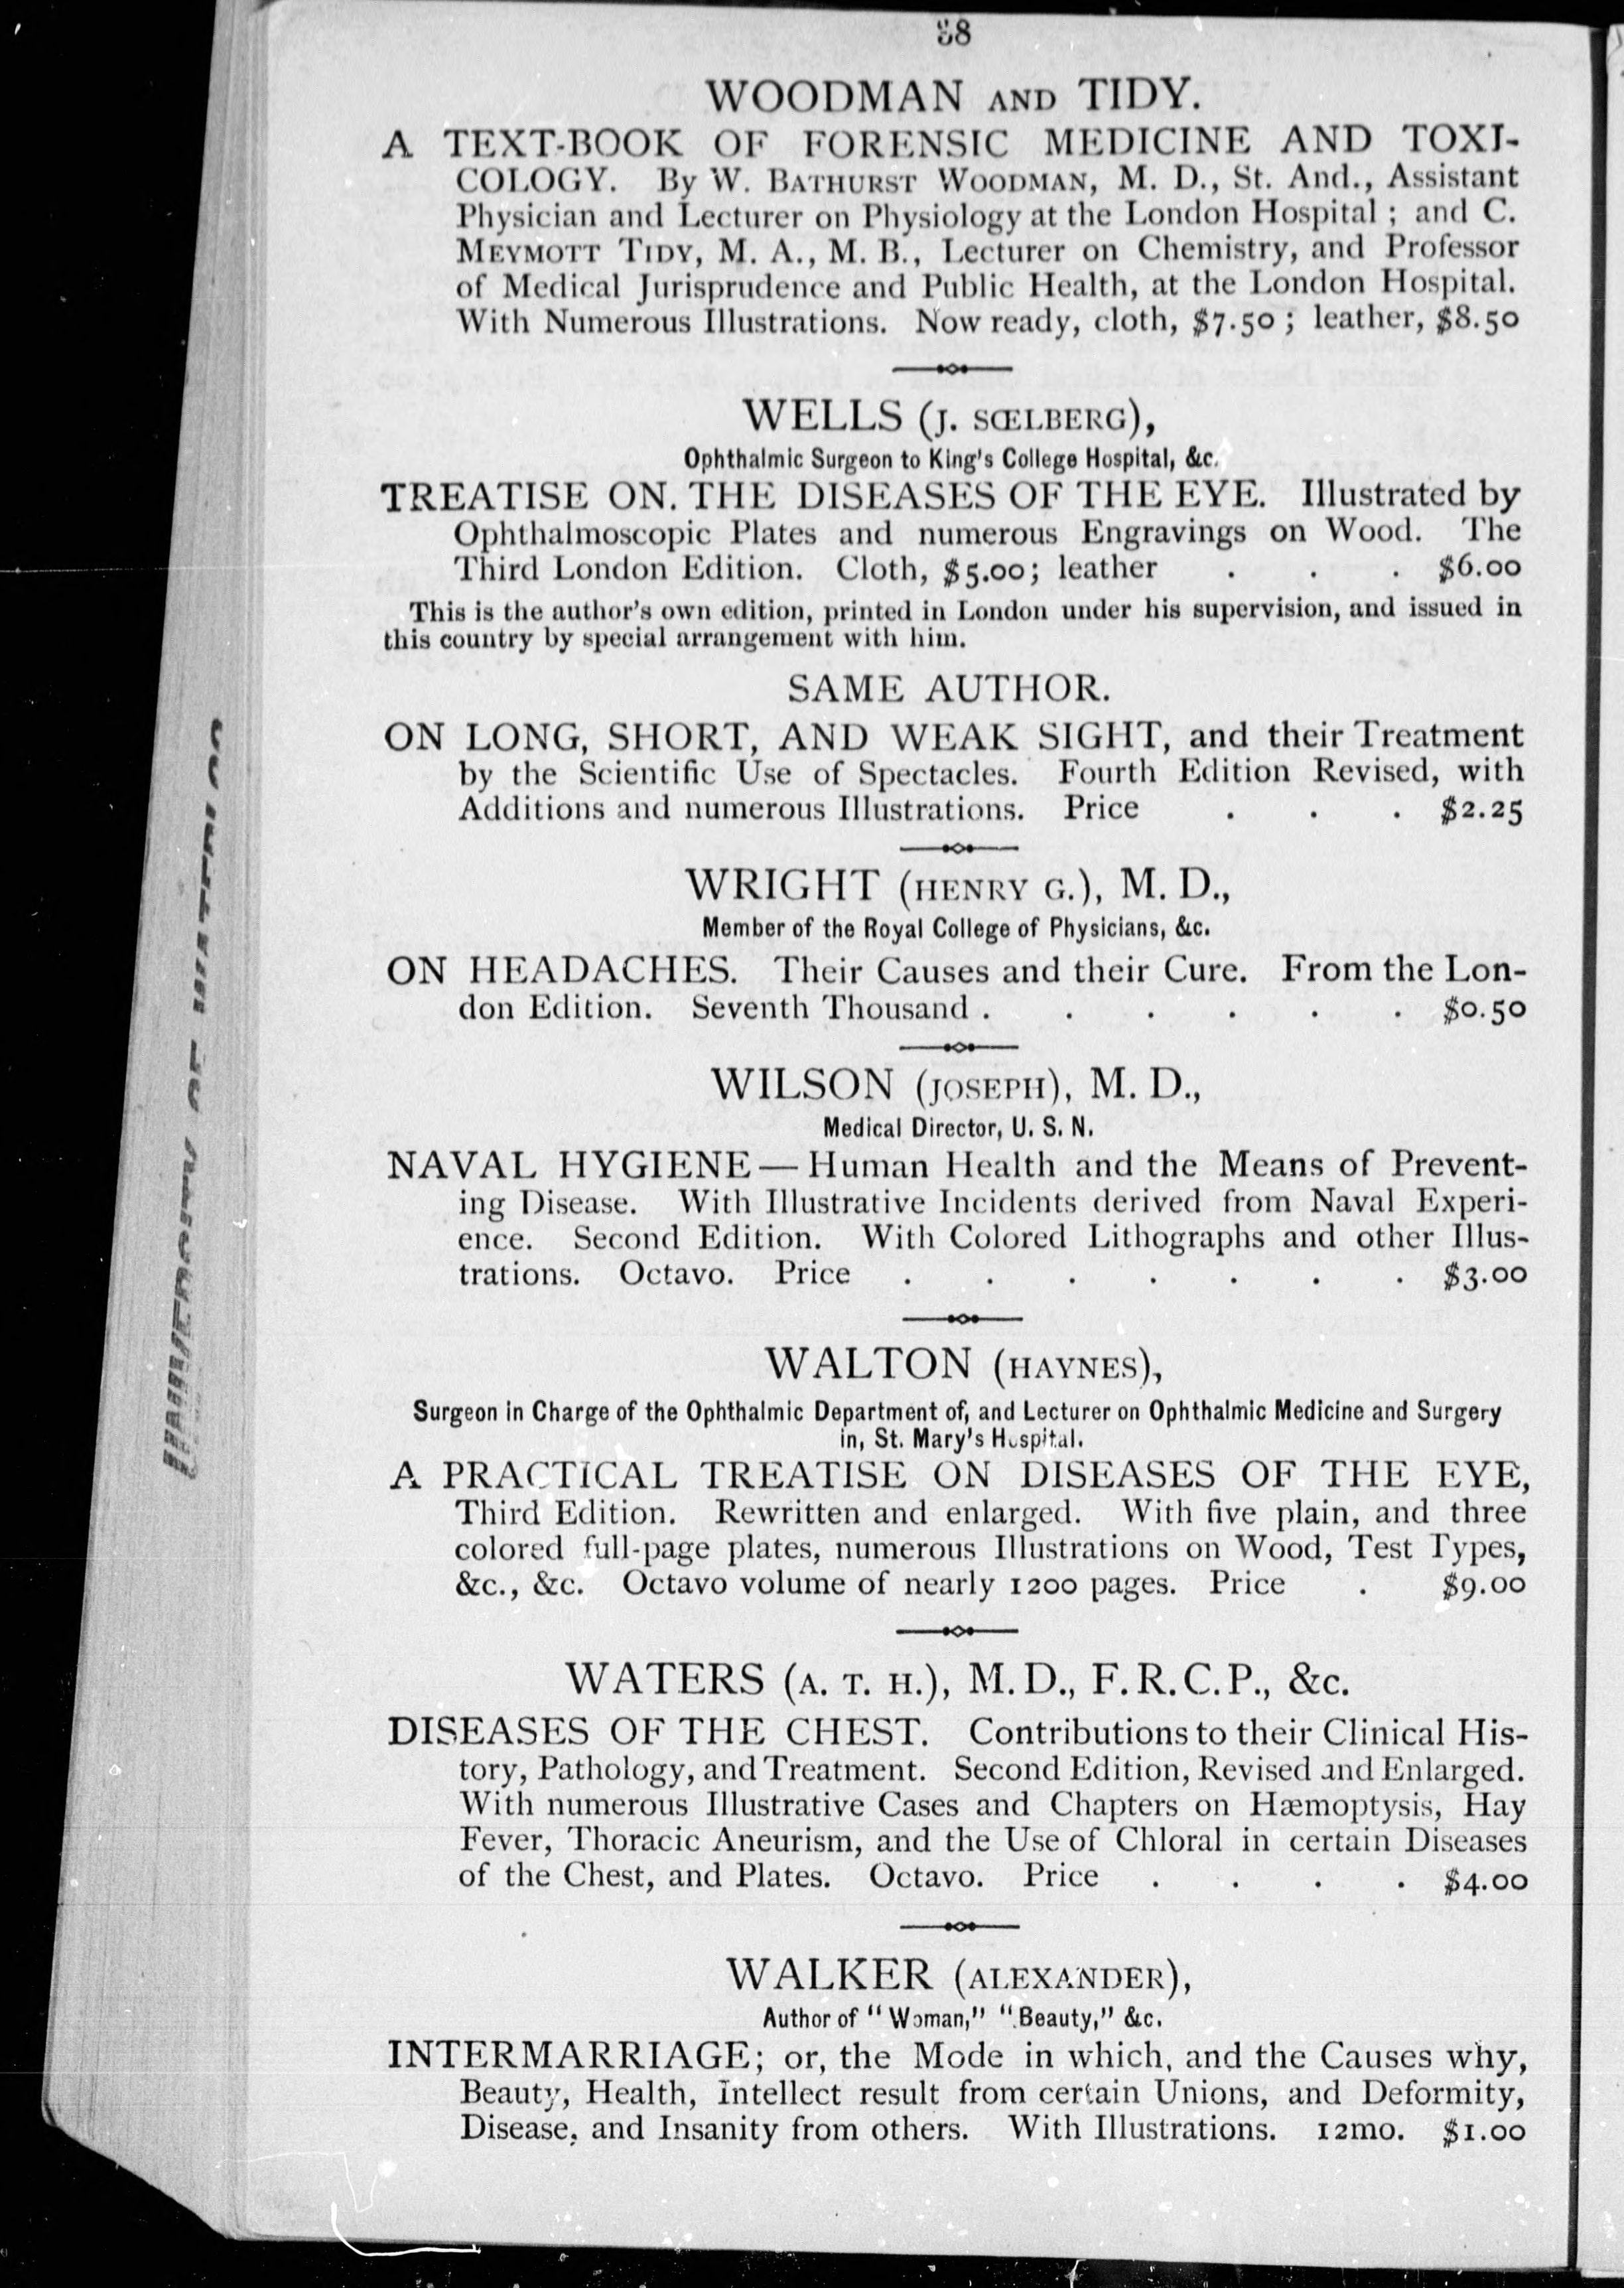 38
WOODMAN AND TIDY.
A TEXT-BOOK OF FORENSIC MEDICINE AND TOXI-
COLOGY. By W. BATHURST WOODMAN, M. D., St. And., Assistant
Physician and Lecturer on Physiology at the London Hospital ; and C.
MEYMOTT TIDY, M. A., M. B., Lecturer on Chemistry, and Professor
of Medical Jurisprudence and Public Health, at the London Hospital.
With Numerous Illustrations. Now ready, cloth, $7.50 ; leather, $8.50
WELLS (J. SŒLBERG),
Ophthalmic Surgeon to King's College Hospital, &c.
TREATISE ON. THE DISEASES OF THE EYE. Illustrated by
Ophthalmoscopic Plates and numerous Engravings on Wood. The
Third London Edition. Cloth, $5.00; leather . . . $6.00
This is the author's own edition, printed in London under his supervision, and issued in
this country by special arrangement with him.
SAME AUTHOR.
ON LONG, SHORT, AND WEAK SIGHT, and their Treatment
by the Scientific Use of Spectacles. Fourth Edition Revised, with
Additions and numerous Illustrations. Price . . . $2.25
WRIGHT (HENRY G.), M. D.,
Member of the Royal College of Physicians, &c.
ON HEADACHES. Their Causes and their Cure. From the Lon-
don Edition. Seventh Thousand . . . . . . $0.50
WILSON (JOSEPH), M. D.,
Medical Director, U. S. N.
NAVAL HYGIENE — Human Health and the Means of Prevent-
ing Disease. With Illustrative Incidents derived from Naval Experi-
ence. Second Edition. With Colored Lithographs and other Illus-
trations. Octavo. Price . . . . . . . $3.00
WALTON (HAYNES),
Surgeon in Charge of the Ophthalmic Department of, and Lecturer on Ophthalmic Medicine and Surgery
in, St. Mary's Hospital.
A PRACTICAL TREATISE ON DISEASES OF THE EYE,
Third Edition. Rewritten and enlarged. With five plain, and three
colored full-page plates, numerous Illustrations on Wood, Test Types,
&c., &c. Octavo volume of nearly 1200 pages. Price . $9.00
WATERS (A. T. H.), M. D., F. R. C. P., &c.
DISEASES OF THE CHEST. Contributions to their Clinical His-
tory, Pathology, and Treatment. Second Edition, Revised and Enlarged.
With numerous Illustrative Cases and Chapters on Hæmoptysis, Hay
Fever, Thoracic Aneurism, and the Use of Chloral in certain Diseases
of the Chest, and Plates. Octavo. Price . . . . $4.00
WALKER (ALEXANDER),
Author of "Woman," "Beauty," &c.
INTERMARRIAGE; or, the Mode in which, and the Causes why,
Beauty, Health, Intellect result from certain Unions, and Deformity,
Disease, and Insanity from others. With Illustrations. 12mo. $1.00
UNIVERSITY OF WATERLOO